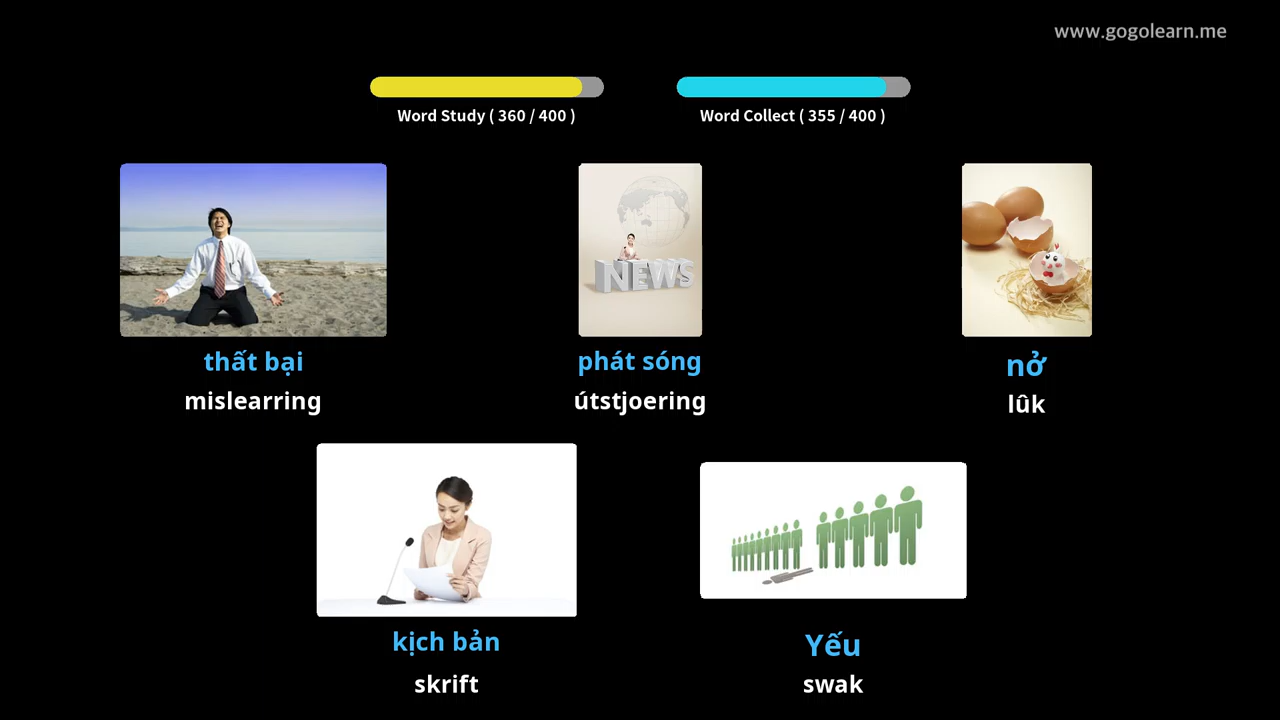 www.gogolearn.me
Word Study ( 360 / 400 )
Word Collect ( 355 / 400 )
NEWS
thất bại
mislearring
phát sóng
útstjoering
nở
lûk
kịch bản
skrift
Yếu
swak